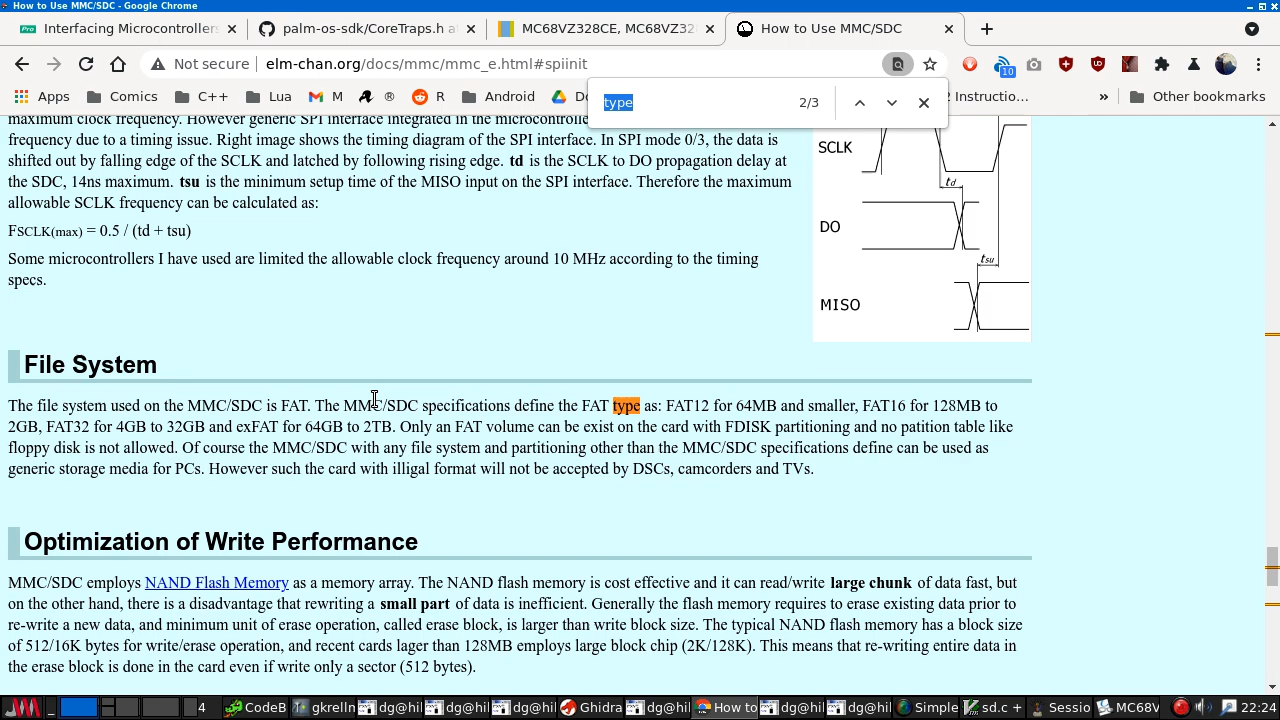 How to Use MMC/SDC - Google Chrome
Interfacing Microcontrollers
palm-os-sdk/CoreTraps.h a
MC68VZ328CE, MC68VZ32
How to Use MMC/SDC
Not secure
elm-chan.org/docs/mmc/mmc_e.html#spiinit
10
Apps
Games
C++
Lua
M
R
Android
type
2/3
2 Instructio...
»
Other bookmarks
maximum clock frequency. However generic SPI interface integrated in the
frequency due to a timing issue. Right image shows the timing diagram of the SPI interface. In SPI mode 0/3, the data is
shifted out by falling edge of the SCLK and latched by following rising edge. td is the SCLK to DO propagation delay at
the SDC, 14ns maximum. tsu is the minimum setup time of the MISO input on the SPI interface. Therefore the maximum
allowable SCLK frequency can be calculated as:
FSCLK(max) = 0.5 / (td + tsu)
Some microcontrollers I have used are limited the allowable clock frequency around 10 MHz according to the timing
specs.
SCLK
td
DO
tsu
MISO
File System
The file system used on the MMC/SDC is FAT. The MMC/SDC specifications define the FAT type as: FAT12 for 64MB and smaller, FAT16 for 128MB to
2GB, FAT32 for 4GB to 32GB and exFAT for 64GB to 2TB. Only an FAT volume can be exist on the card with FDISK partitioning and no patition table like
floppy disk is not allowed. Of course the MMC/SDC with any file system and partitioning other than the MMC/SDC specifications define can be used as
generic storage media for PCs. However such the card with illigal format will not be accepted by DSCs, camcorders and TVs.
Optimization of Write Performance
MMC/SDC employs NAND Flash Memory as a memory array. The NAND flash memory is cost effective and it can read/write large chunk of data fast, but
on the other hand, there is a disadvantage that rewriting a small part of data is inefficient. Generally the flash memory requires to erase existing data prior to
re-write a new data, and minimum unit of erase operation, called erase block, is larger than write block size. The typical NAND flash memory has a block size
of 512/16K bytes for write/erase operation, and recent cards lager than 128MB employs large block chip (2K/128K). This means that re-writing entire data in
the erase block is done in the card even if write only a sector (512 bytes).
4
CodeB
gkrelln
dg@hil
dg@hil
dg@hil
dg@hil
Ghidra
dg@hil
How to
dg@hil
dg@hil
Simple
sd.c +
Sessio
MC68V
22:24